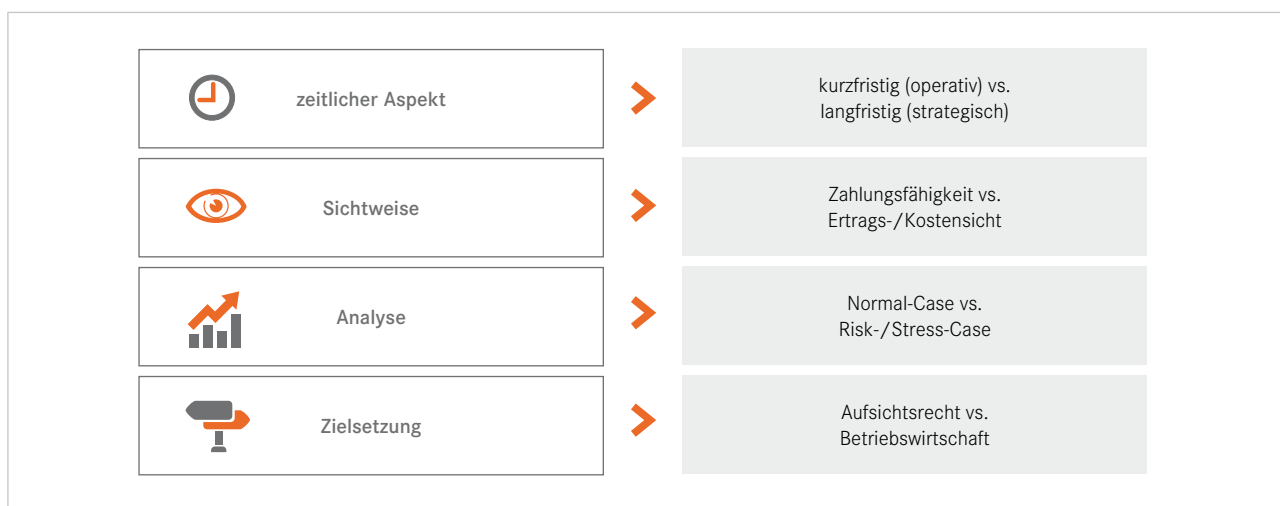 zeitlicher Aspekt
kurzfristig (operativ) vs.
langfristig (strategisch)
Sichtweise
Zahlungsfähigkeit vs.
Ertrags-/Kostensicht
Analyse
Normal-Case vs.
Risk-/Stress-Case
Zielsetzung
Aufsichtsrecht vs.
Betriebswirtschaft